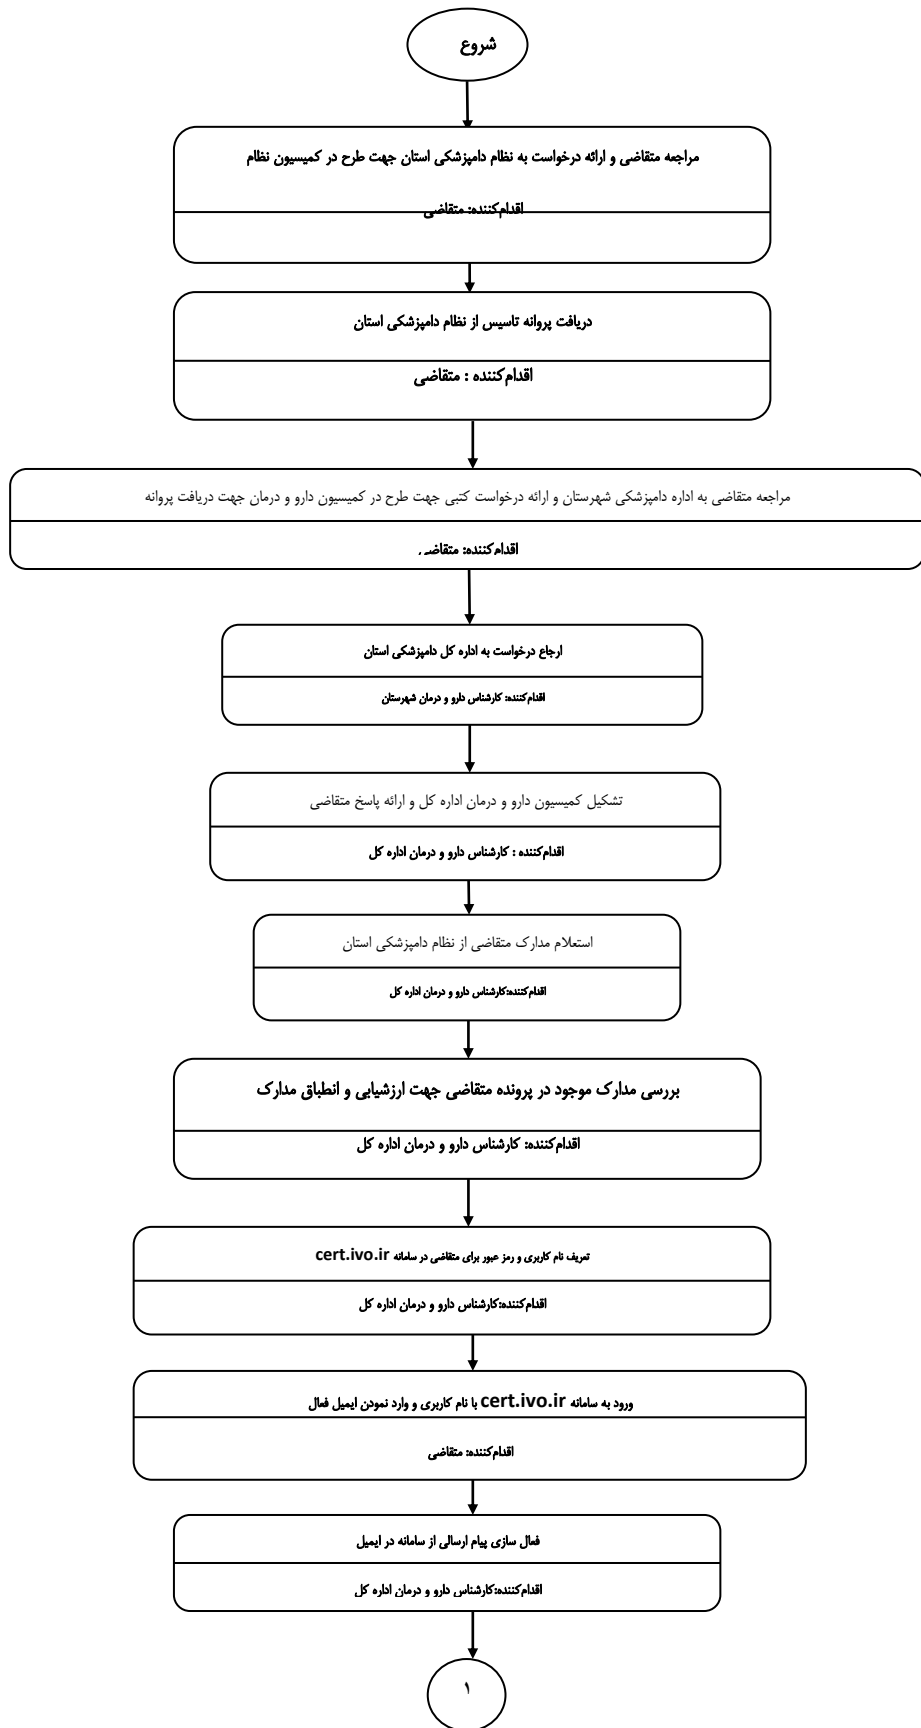 شروع
مراجعه متقاضی و ارائه درخواست به نظام دامپزشکی استان جهت طرح در کمیسیون نظام
اقدام‌کننده: متقاضی
دریافت پروانه تاسیس از نظام دامپزشکی استان
اقدام‌کننده : متقاضی
مراجعه متقاضی به اداره دامپزشکی شهرستان و ارائه درخواست کتبی جهت طرح در کمیسیون دارو و درمان جهت دریافت پروانه
اقدام‌کننده: متقاضی
ارجاع درخواست به اداره کل دامپزشکی استان
اقدام‌کننده: کارشناس دارو و درمان شهرستان
تشکیل کمیسیون دارو و درمان اداره کل و ارائه پاسخ متقاضی
اقدام‌کننده : کارشناس دارو و درمان اداره کل
استعلام مدارک متقاضی از نظام دامپزشکی استان
اقدام‌کننده:کارشناس دارو و درمان اداره کل
بررسی مدارک موجود در پرونده متقاضی جهت ارزشیابی و انطباق مدارک
اقدام‌کننده: کارشناس دارو و درمان اداره کل
تعریف نام کاربری و رمز عبور برای متقاضی در سامانه cert.ivo.ir
اقدام‌کننده:کارشناس دارو و درمان اداره کل
ورود به سامانه cert.ivo.ir با نام کاربری و وارد نمودن ایمیل فعال
اقدام‌کننده: متقاضی
فعال سازی پیام ارسالی از سامانه در ایمیل
اقدام‌کننده:کارشناس دارو و درمان اداره کل
۱